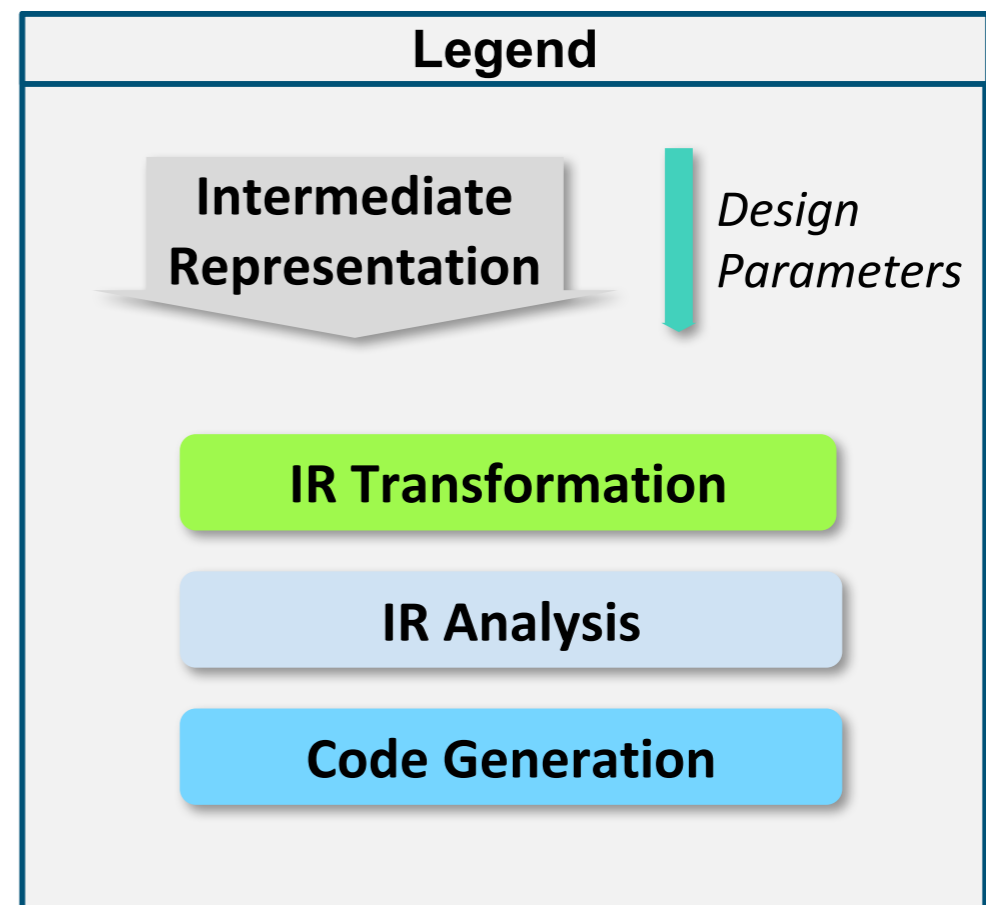 Legend
Intermediate
Representation
Design
Parameters
IR Transformation
IR Analysis
Code Generation